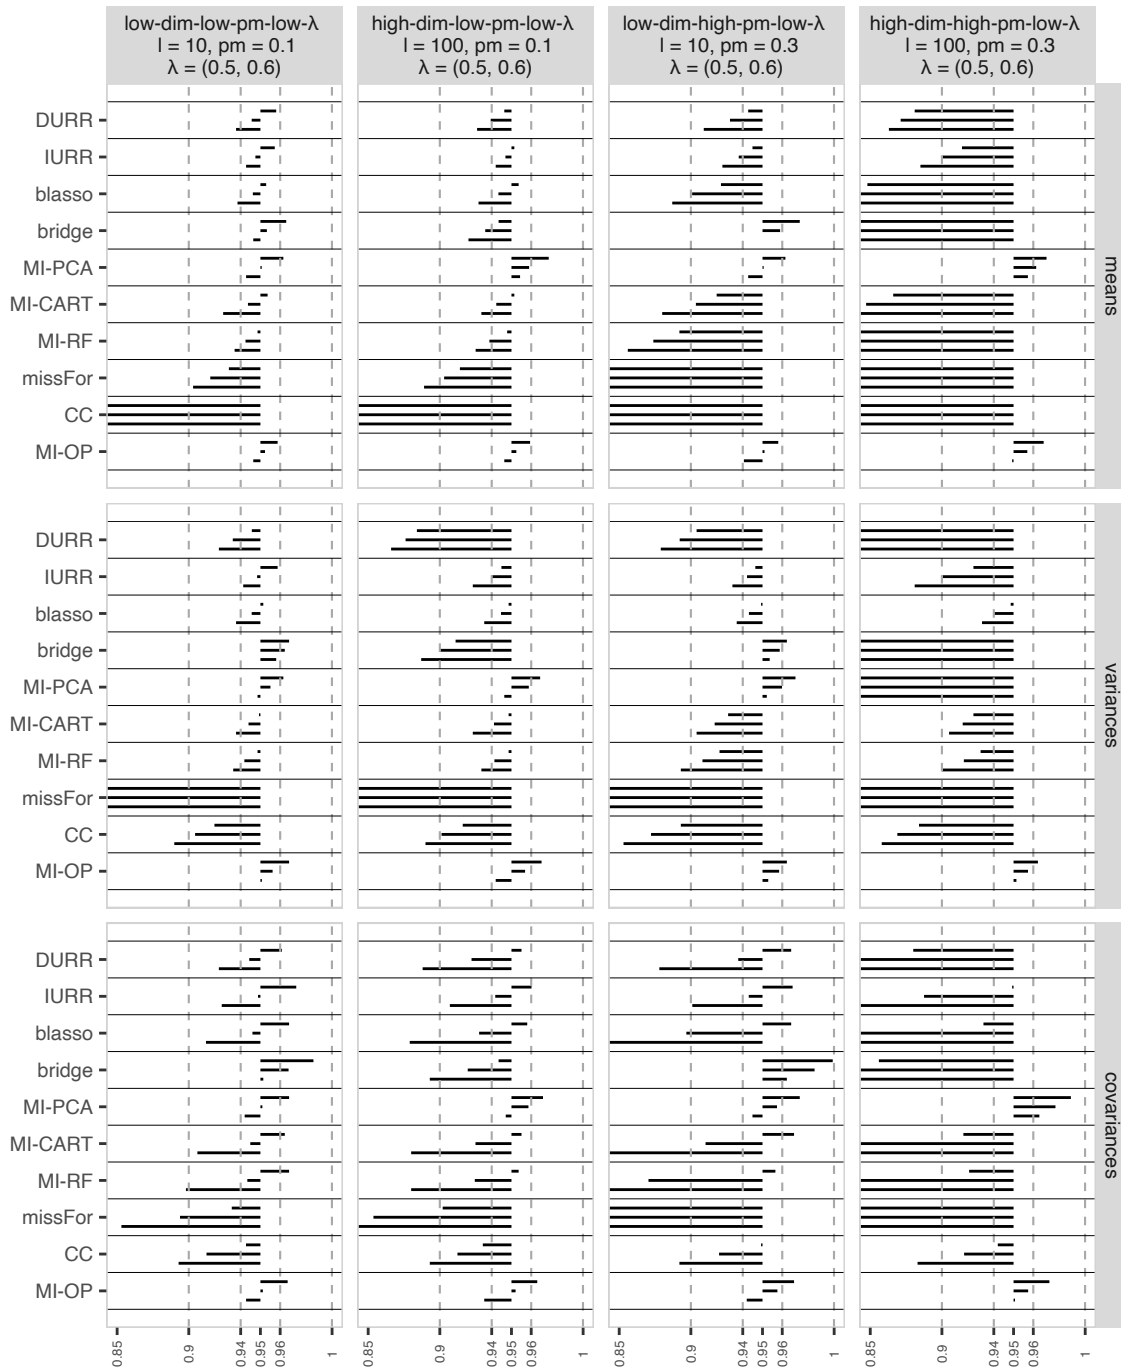 low-dim-low-pm-low-λ
l = 10, pm = 0.1
λ = (0.5, 0.6)
high-dim-low-pm-low-λ
l = 100, pm = 0.1
λ = (0.5, 0.6)
low-dim-high-pm-low-λ
l = 10, pm = 0.3
λ = (0.5, 0.6)
high-dim-high-pm-low-λ
l = 100, pm = 0.3
λ = (0.5, 0.6)
DURR
IURR
blasso
bridge
MI-PCA
MI-CART
MI-RF
missFor
CC
MI-OP
means
DURR
IURR
blasso
bridge
MI-PCA
MI-CART
MI-RF
missFor
CC
MI-OP
variances
DURR
IURR
blasso
bridge
MI-PCA
MI-CART
MI-RF
missFor
CC
MI-OP
covariances
0.85
0.9
0.94
0.95
0.96
1
0.85
0.9
0.94
0.95
0.96
1
0.85
0.9
0.94
0.95
0.96
1
0.85
0.9
0.94
0.95
0.96
1